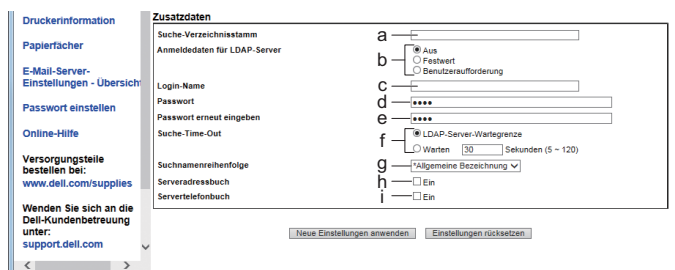 Druckerinformation
Papierfächer
E-Mail-Server-
Einstellungen - Übersicht
Passwort einstellen
Online-Hilfe
Versorgungsteile
bestellen bei:
www.dell.com/supplies
Wenden Sie sich an die
Dell-Kundenbetreuung
unter:
support.dell.com
Zusatzdaten
Suche-Verzeichnisstamm a
Anmeldedaten für LDAP-Server b Aus
Festwert
Benutzeraufforderung
Login-Name c
Passwort d ••••
Passwort erneut eingeben e ••••
Suche-Time-Out f LDAP-Server-Wartegrenze
Warten 30 Sekunden (5 ~ 120)
Suchnamenreihenfolge g *Allgemeine Bezeichnung
Serveradressbuch h Ein
Servertelefonbuch i Ein
Neue Einstellungen anwenden Einstellungen rücksetzen